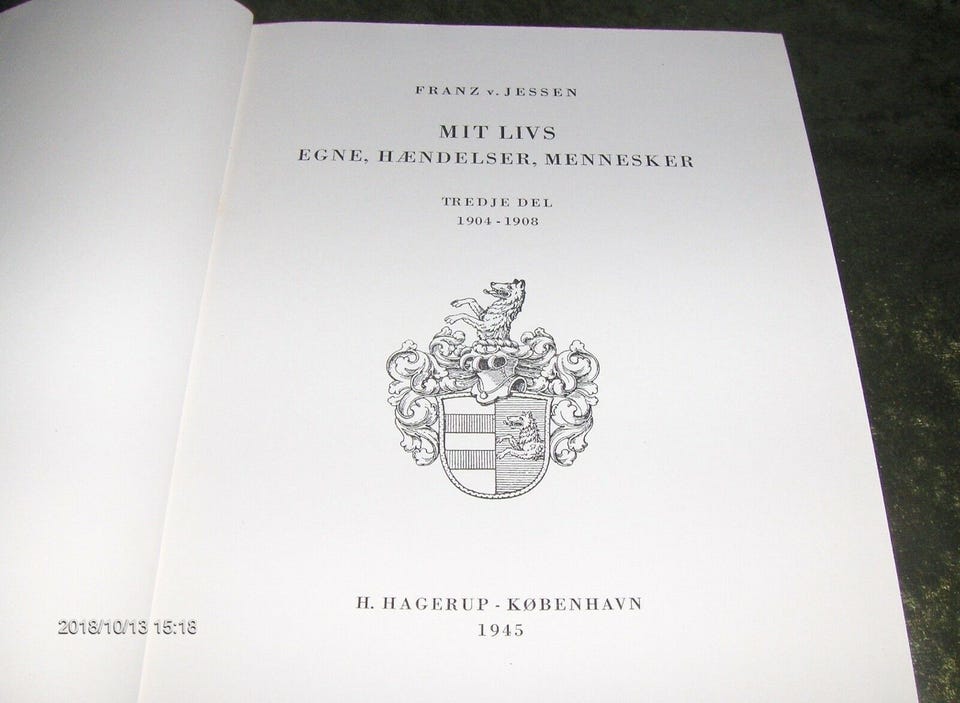 FRANZ v. JESSEN
MIT LIVS
EGNE, HÆNDELSER, MENNESKER
TREDJE DEL
1904 - 1908
H. HAGERUP - KØBENHAVN
1945
2018/10/13 15:18